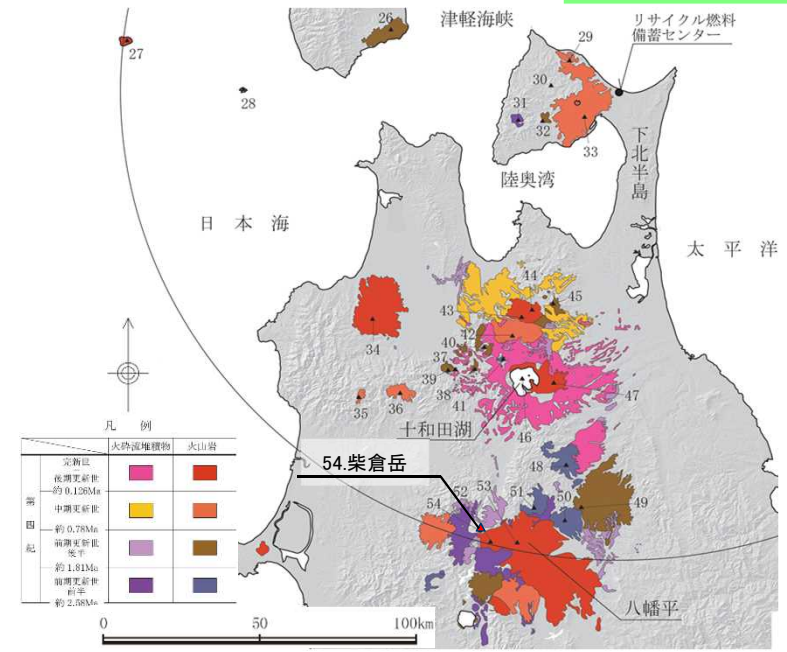 26
津軽海峡
リサイクル燃料
備蓄センター
27
28
29
30
31
32
33
下北半島
陸奥湾
日本海
太平洋
44
45
43
42
40
37
39
38
41
34
35
36
47
46
十和田湖
48
54.柴倉岳
53
52
54
51
50
49
八幡平
凡例
火砕流堆積物
火山岩
第四紀
完新世
後期更新世
約0.126Ma
中期更新世
約0.78Ma
前期更新世
後半
約1.81Ma
前期更新世
前半
約2.58Ma
0
50
100km